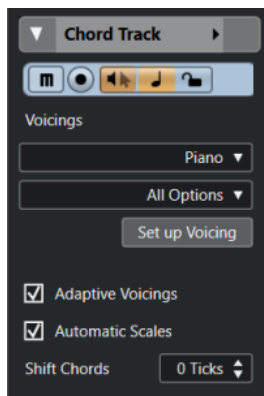 Chord Track
m
Voicings
Piano
All Options
Set up Voicing
Adaptive Voicings
Automatic Scales
Shift Chords 0 Ticks